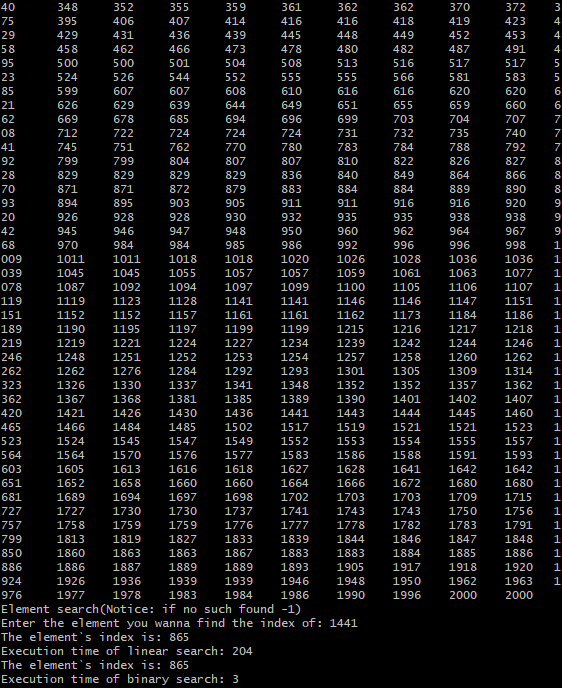 40 348 352 355 359 361 362 362 370 372 3
75 395 406 407 414 416 416 418 419 423 4
29 429 431 436 439 445 448 449 452 453 4
58 458 462 466 473 478 480 482 487 491 4
95 500 500 501 504 508 513 516 517 517 5
23 524 526 544 552 555 555 566 581 583 5
85 599 607 607 608 610 616 616 620 620 6
21 626 629 639 644 649 651 655 659 660 6
62 669 678 685 694 696 699 703 704 707 7
08 712 722 724 724 724 731 732 735 740 7
41 745 751 762 770 780 783 784 788 792 7
92 799 799 804 807 807 810 822 826 827 8
28 829 829 829 829 836 840 849 864 866 8
70 871 871 872 879 883 884 884 889 890 8
93 894 895 903 905 911 911 916 916 920 9
20 926 928 928 930 932 935 935 938 938 9
42 945 946 947 948 950 960 962 964 967 9
68 970 984 984 985 986 992 996 996 998 1
009 1011 1011 1018 1018 1020 1026 1028 1036 1036 1
039 1045 1045 1055 1057 1057 1059 1061 1063 1077 1
078 1087 1092 1094 1097 1099 1100 1105 1106 1107 1
119 1119 1123 1128 1141 1141 1146 1146 1147 1151 1
151 1152 1152 1157 1161 1161 1162 1173 1184 1186 1
189 1190 1195 1197 1199 1199 1215 1216 1217 1218 1
219 1219 1221 1224 1227 1234 1239 1242 1244 1246 1
246 1248 1251 1252 1253 1254 1257 1258 1260 1262 1
262 1262 1276 1284 1292 1293 1301 1305 1309 1314 1
323 1326 1330 1337 1341 1348 1352 1352 1357 1362 1
362 1367 1368 1381 1385 1389 1390 1401 1402 1407 1
420 1421 1426 1430 1436 1441 1443 1444 1445 1460 1
465 1466 1484 1485 1502 1517 1519 1521 1521 1523 1
523 1524 1545 1547 1549 1552 1553 1554 1555 1557 1
564 1564 1570 1576 1577 1583 1586 1588 1591 1593 1
603 1605 1613 1616 1618 1627 1628 1641 1642 1642 1
651 1652 1658 1660 1660 1664 1666 1672 1680 1680 1
681 1689 1694 1697 1698 1702 1703 1703 1709 1715 1
727 1727 1730 1730 1737 1741 1743 1743 1750 1756 1
757 1758 1759 1759 1776 1777 1778 1782 1783 1791 1
799 1813 1819 1827 1833 1839 1844 1846 1847 1848 1
850 1860 1863 1863 1867 1883 1883 1884 1885 1886 1
886 1886 1887 1889 1889 1893 1905 1917 1918 1920 1
924 1926 1936 1939 1939 1946 1948 1950 1962 1963 1
976 1977 1978 1983 1984 1986 1990 1996 2000 2000
Element search(Notice: if no such found -1)
Enter the element you wanna find the index of: 1441
The element`s index is: 865
Execution time of linear search: 204
The element`s index is: 865
Execution time of binary search: 3